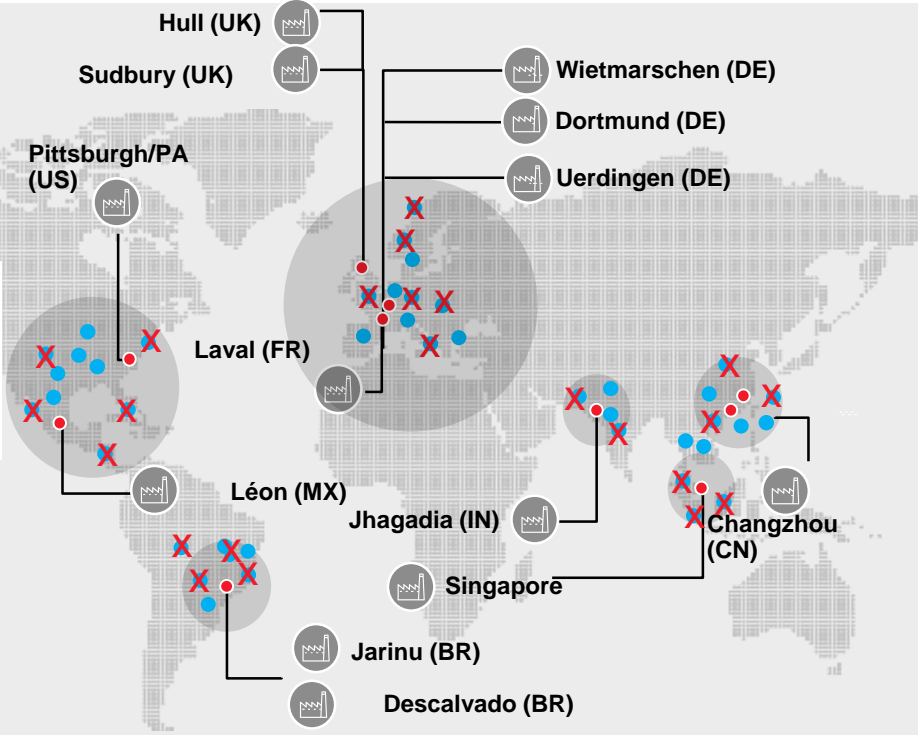 Hull (UK)
Sudbury (UK)
Wietmarschen (DE)
Dortmund (DE)
Uerdingen (DE)
Pittsburgh/PA
(US)
Laval (FR)
Léon (MX)
Jhagadia (IN)
Changzhou
(CN)
Singapore
Jarinu (BR)
Descalvado (BR)